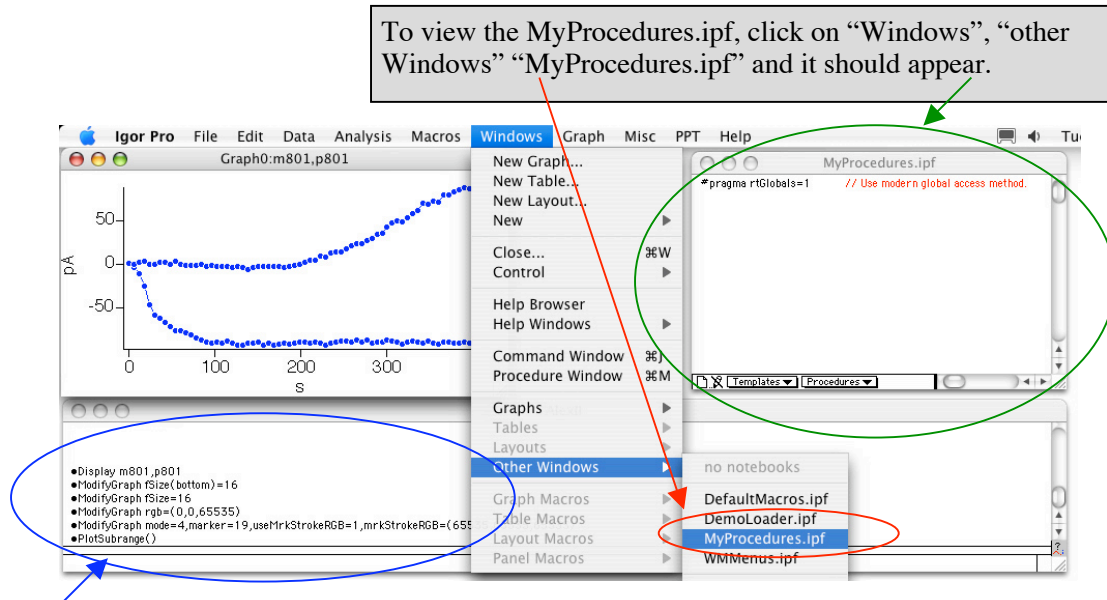 To view the MyProcedures.ipf, click on “Windows”, “other
Windows” “MyProcedures.ipf” and it should appear.
Igor Pro File Edit Data Analysis Macros Windows Graph Misc PPT Help
Graph0:m801,p801
50
0
-50
pA
0 100 200 300
s
New Graph...
New Table...
New Layout...
New
Close... ⌘W
Control
Help Browser
Help Windows
Command Window ⌘J
Procedure Window ⌘M
Graphs
Tables
Layouts
Other Windows
Graph Macros
Table Macros
Layout Macros
Panel Macros
no notebooks
DefaultMacros.ipf
DemoLoader.ipf
MyProcedures.ipf
WMMenus.ipf
MyProcedures.ipf
#pragma rtGlobals=1 // Use modern global access method.
Templates Procedures
•Display m801,p801
•ModifyGraph fSize(bottom)=16
•ModifyGraph fSize=16
•ModifyGraph rgb=(0,0,65535)
•ModifyGraph mode=4,marker=19,useMrkStrokeRGB=1,mrkStrokeRGB=(655
•PlotSubrange()